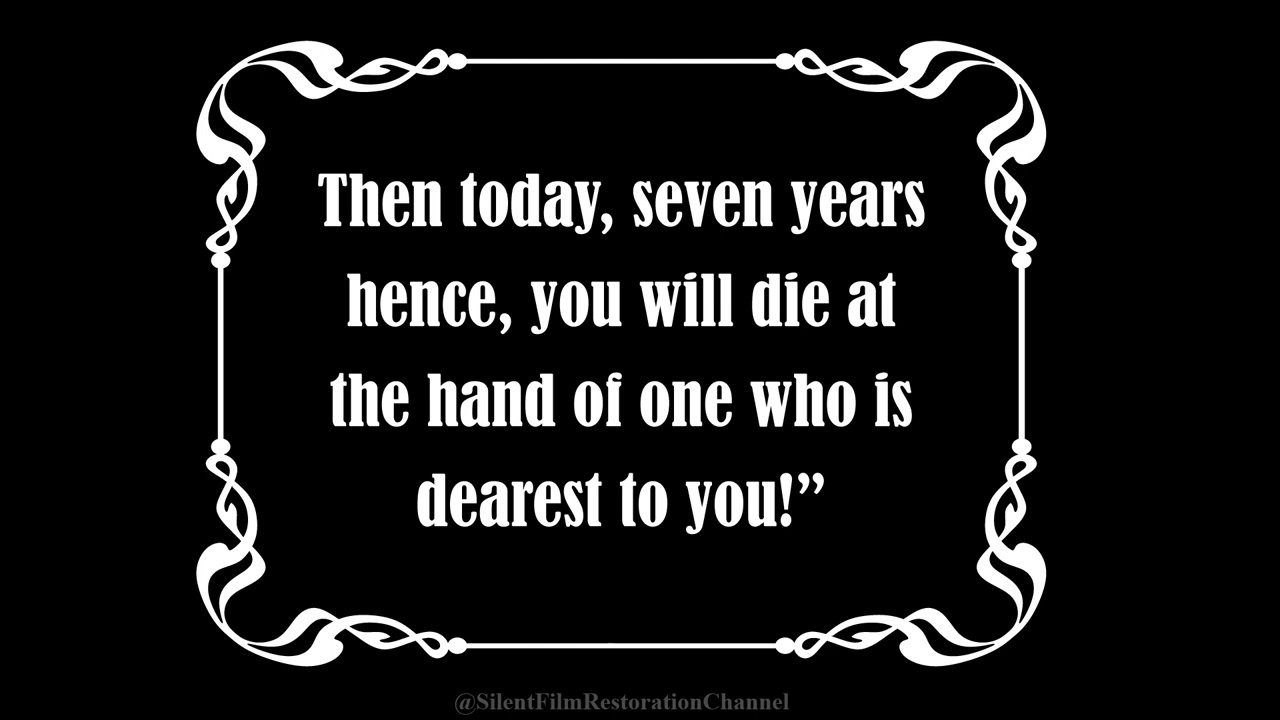 Then today, seven years
hence, you will die at
the hand of one who is
dearest to you!”
@SilentFilmRestorationChannel